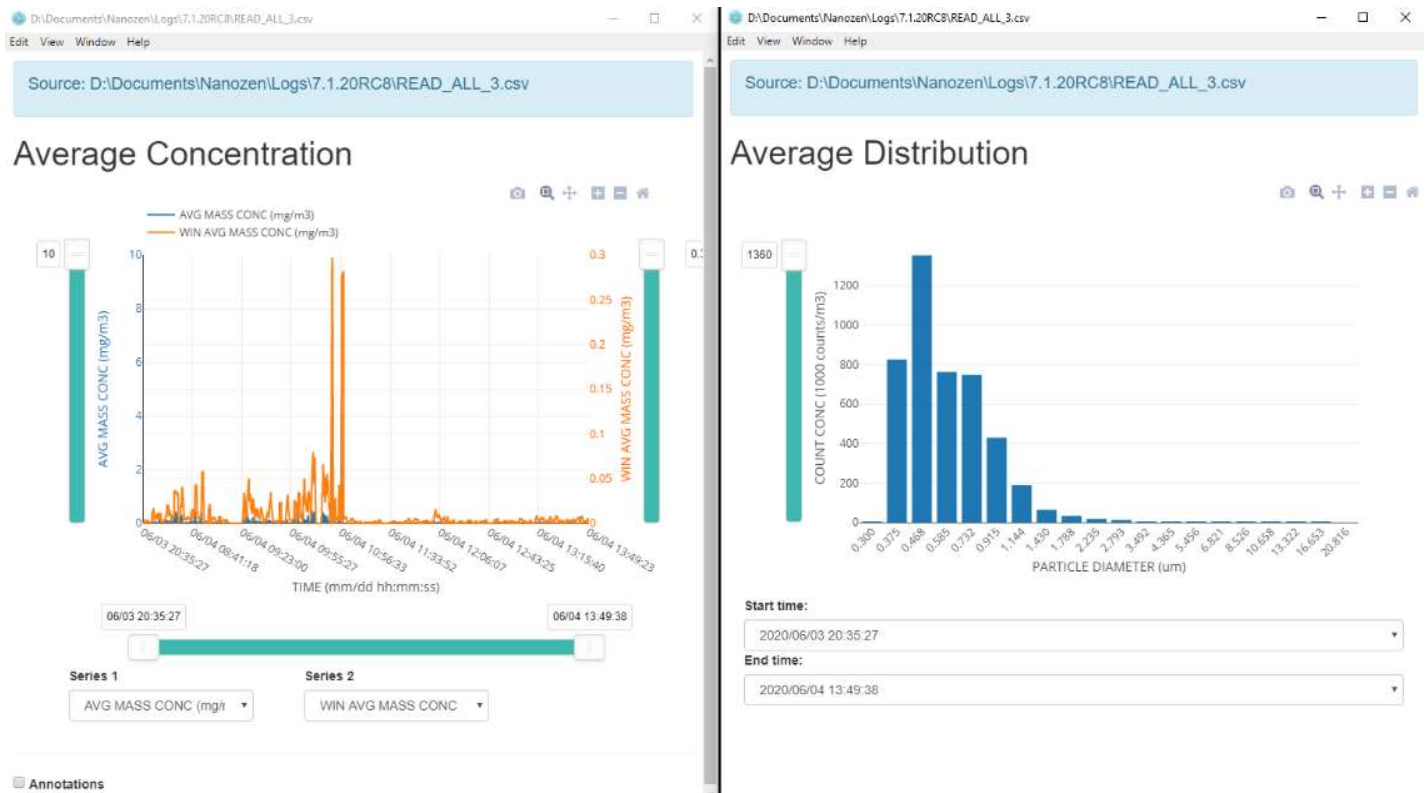 D:\Documents\Nanozen\Logs\7.1.20RC8\READ_ALL_3.csv
Edit View Window Help
Source: D:\Documents\Nanozen\Logs\7.1.20RC8\READ_ALL_3.csv
Average Concentration
AVG MASS CONC (mg/m3)
WIN AVG MASS CONC (mg/m3)
10
10
8
6
4
2
0
AVG MASS CONC (mg/m3)
0.3
0.25
0.2
0.15
0.1
0.05
0
WIN AVG MASS CONC (mg/m3)
06/03 20:35:27
06/04 08:41:18
06/04 09:23:00
06/04 09:55:27
06/04 10:56:33
06/04 11:33:52
06/04 12:06:07
06/04 12:43:25
06/04 13:15:40
06/04 13:49:23
TIME (mm/dd hh:mm:ss)
06/03 20:35:27
06/04 13:49:38
Series 1
Series 2
AVG MASS CONC (mg/r
WIN AVG MASS CONC
Annotations
D:\Documents\Nanozen\Logs\7.1.20RC8\READ_ALL_3.csv
Edit View Window Help
Source: D:\Documents\Nanozen\Logs\7.1.20RC8\READ_ALL_3.csv
Average Distribution
1360
1200
1000
800
600
400
200
0
COUNT CONC (1000 counts/m3)
0.300
0.375
0.468
0.585
0.732
0.915
1.144
1.430
1.788
2.235
2.793
3.492
4.365
5.456
6.821
8.526
10.658
13.322
16.653
20.816
PARTICLE DIAMETER (um)
Start time:
2020/06/03 20:35:27
End time:
2020/06/04 13:49:38